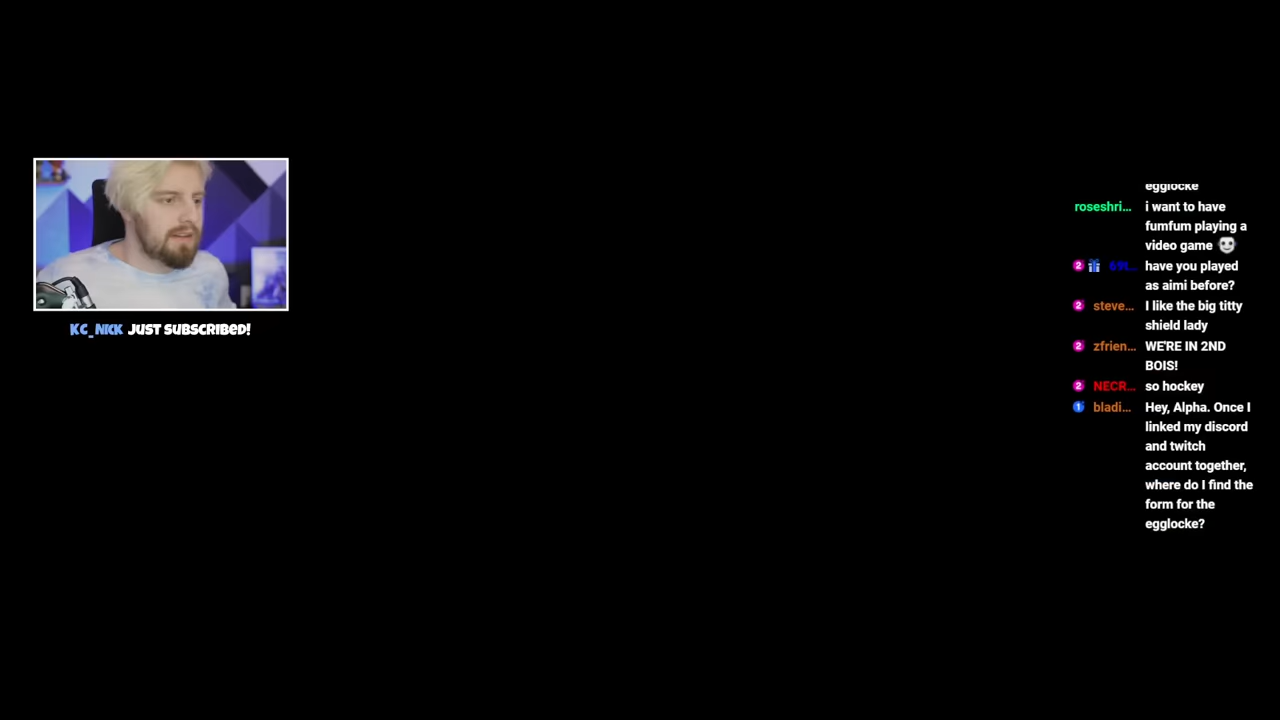 egglocke
roseshri... i want to have
fumfum playing a
video game
have you played
as aimi before?
steve... I like the big titty
shield lady
zfrien... WE'RE IN 2ND
BOIS!
NECR... so hockey
bladi... Hey, Alpha. Once I
linked my discord
and twitch
account together,
where do I find the
form for the
egglocke?
KC_NICK JUST SUBSCRIBED!